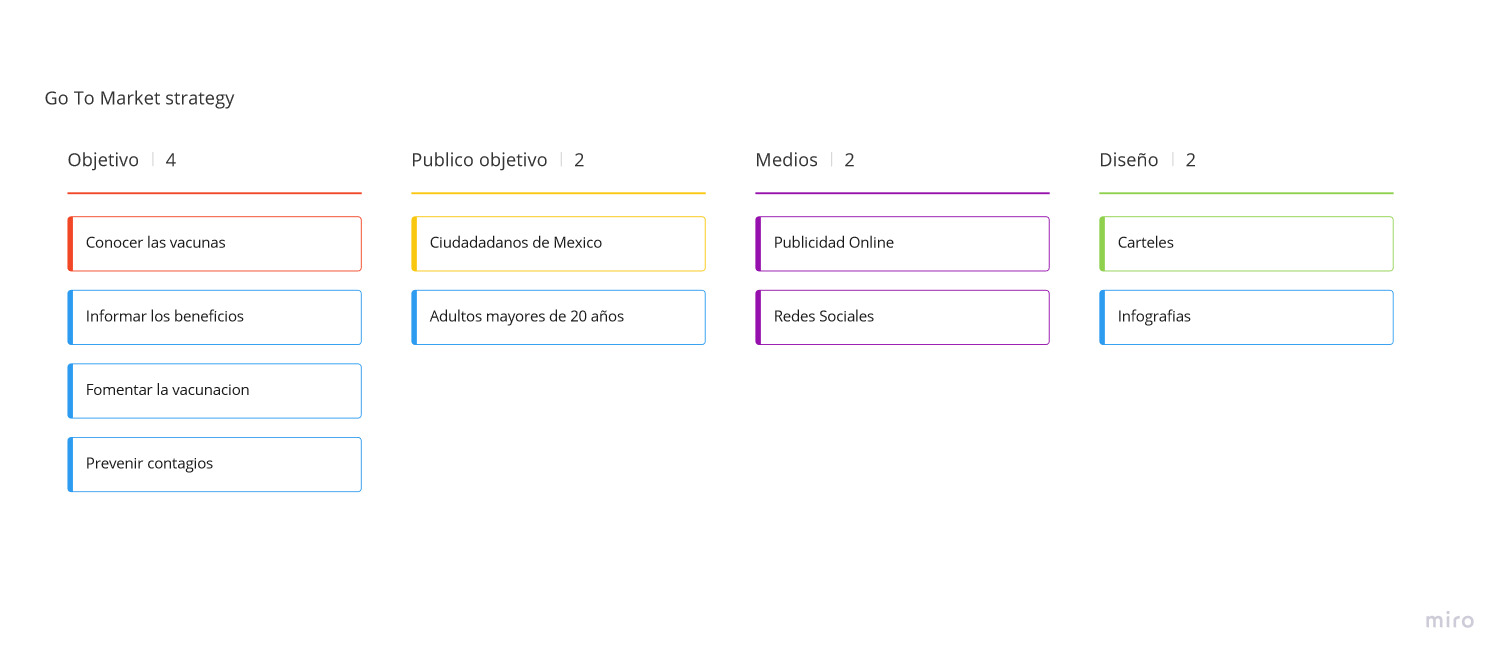 Go To Market strategy
Objetivo | 4
Publico objetivo | 2
Medios | 2
Diseño | 2
Conocer las vacunas
Ciudadadanos de Mexico
Publicidad Online
Carteles
Informar los beneficios
Adultos mayores de 20 años
Redes Sociales
Infografias
Fomentar la vacunacion
Prevenir contagios
miro